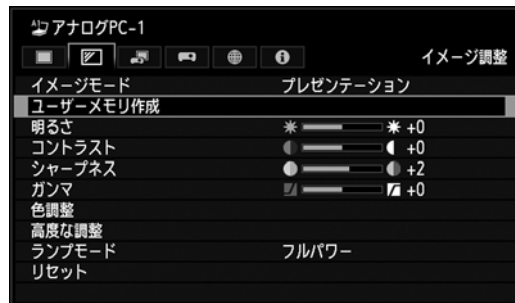 アナログPC-1
イメージ調整
イメージモード プレゼンテーション
ユーザーメモリ作成
明るさ +0
コントラスト +0
シャープネス +2
ガンマ +0
色調整
高度な調整
ランプモード フルパワー
リセット